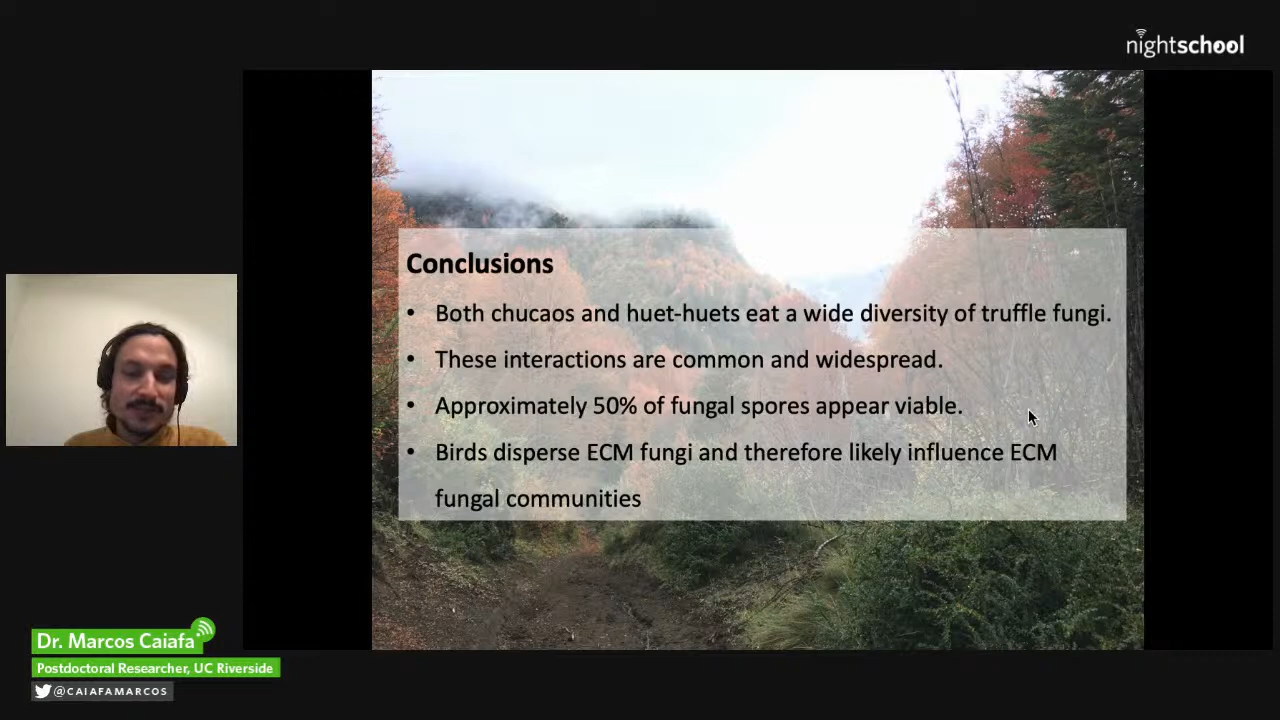 nightschool
Conclusions
• Both chucaos and huet-huets eat a wide diversity of truffle fungi.
• These interactions are common and widespread.
• Approximately 50% of fungal spores appear viable.
• Birds disperse ECM fungi and therefore likely influence ECM
fungal communities
Dr. Marcos Caiafa
Postdoctoral Researcher, UC Riverside
@CAIAFAMARCOS